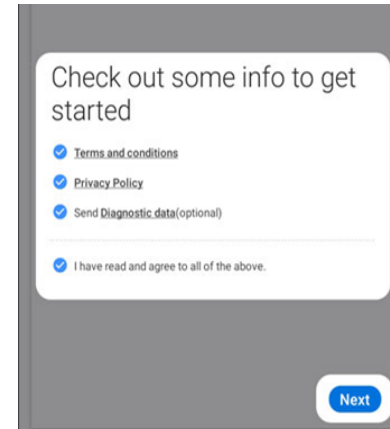 Check out some info to get
started
Terms and conditions
Privacy Policy
Send Diagnostic data(optional)
I have read and agree to all of the above.
Next